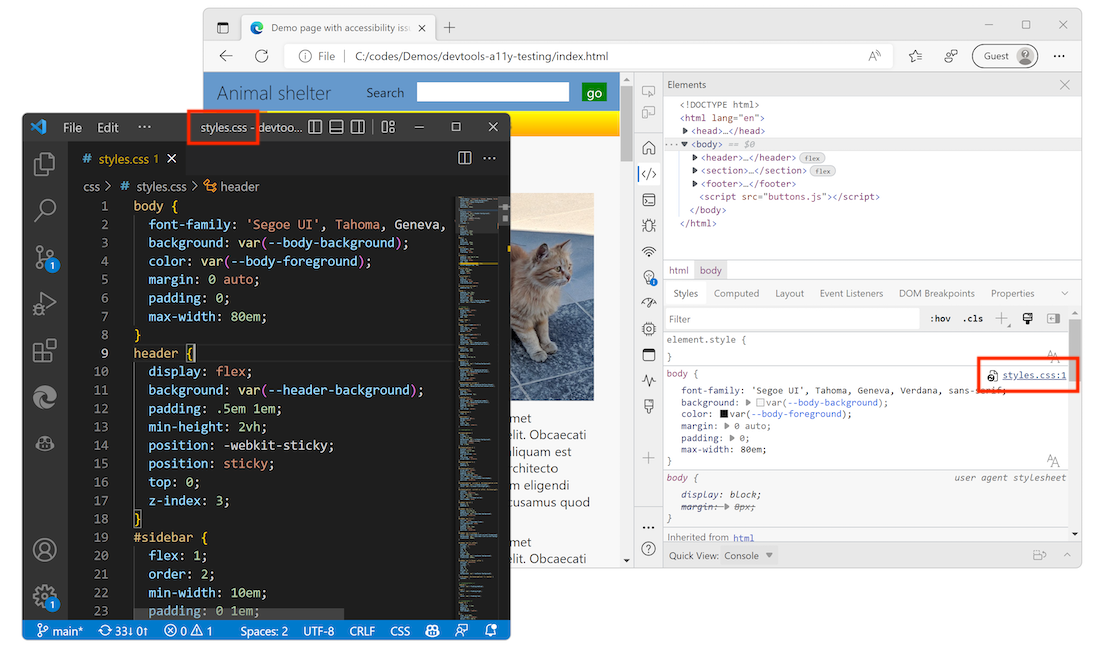 Demo page with accessibility iss
File
C:/codes/Demos/devtools-a11y-testing/index.html
Guest
Animal shelter
Search
go
met
elit. Obcaecati
aliquam est
rchitecto
m eligendi
cusamus quod
met
elit. Obcaecati
Elements
<!DOCTYPE html>
<html lang="en">
<head>…</head>
<body> == $0
<header>…</header> flex
<section>…</section> flex
<footer>…</footer>
<script src="buttons.js"></script>
</body>
</html>
html body
Styles Computed Layout Event Listeners DOM Breakpoints Properties
Filter :hov .cls
element.style {
}
body { styles.css:1
font-family: 'Segoe UI', Tahoma, Geneva, Verdana, sans-serif;
background: var(--body-background);
color: var(--body-foreground);
margin: 0 auto;
padding: 0;
max-width: 80em;
}
body { user agent stylesheet
display: block;
margin: 8px;
}
Inherited from html
Quick View: Console
File Edit ··· styles.css - devtoo...
# styles.css 1
css > # styles.css > header
1 body {
2 font-family: 'Segoe UI', Tahoma, Geneva,
3 background: var(--body-background);
4 color: var(--body-foreground);
5 margin: 0 auto;
6 padding: 0;
7 max-width: 80em;
8 }
9 header {
10 display: flex;
11 background: var(--header-background);
12 padding: .5em 1em;
13 min-height: 2vh;
14 position: -webkit-sticky;
15 position: sticky;
16 top: 0;
17 z-index: 3;
18 }
19 #sidebar {
20 flex: 1;
21 order: 2;
22 min-width: 10em;
23 padding: 0 1em;
1
1
main* 33↓ 0↑ 0 1 Spaces: 2 UTF-8 CRLF CSS